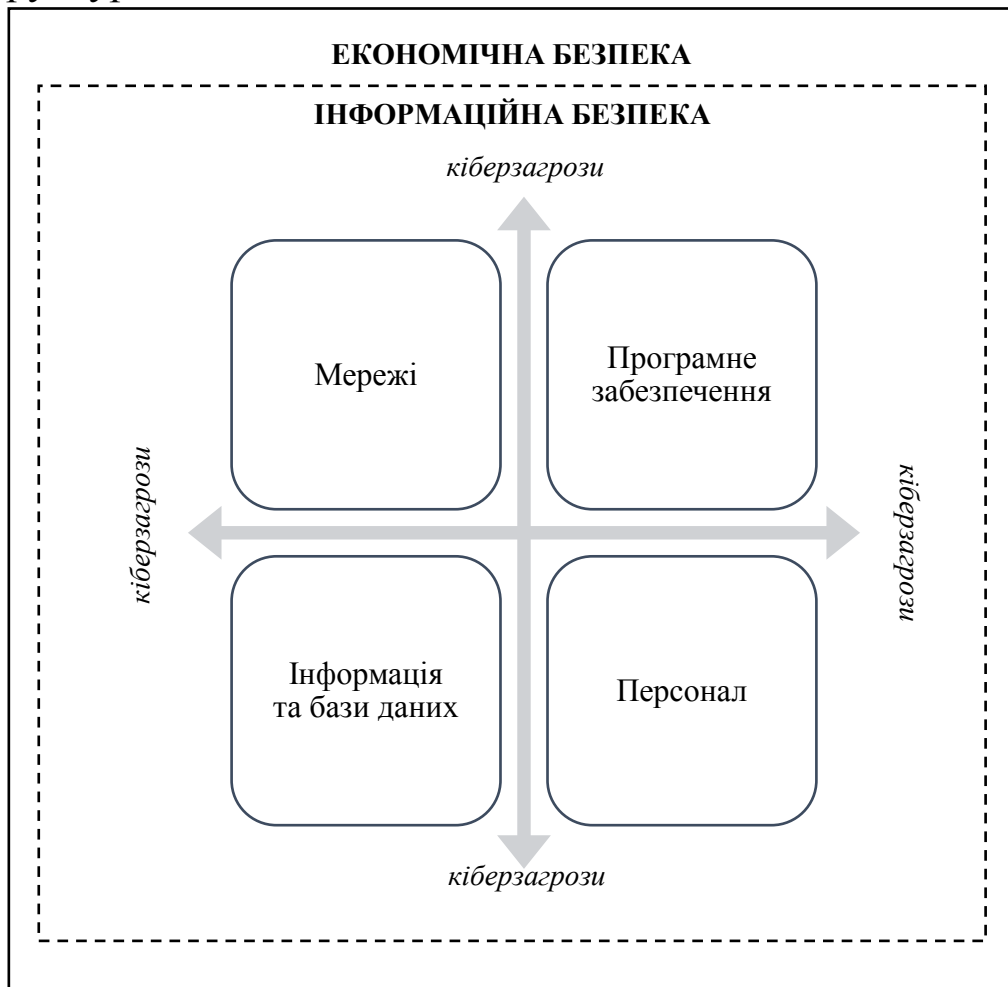 ЕКОНОМІЧНА БЕЗПЕКА
ІНФОРМАЦІЙНА БЕЗПЕКА
кіберзагрози
Мережі
Програмне
забезпечення
кіберзагрози
кіберзагрози
Інформація
та бази даних
Персонал
кіберзагрози